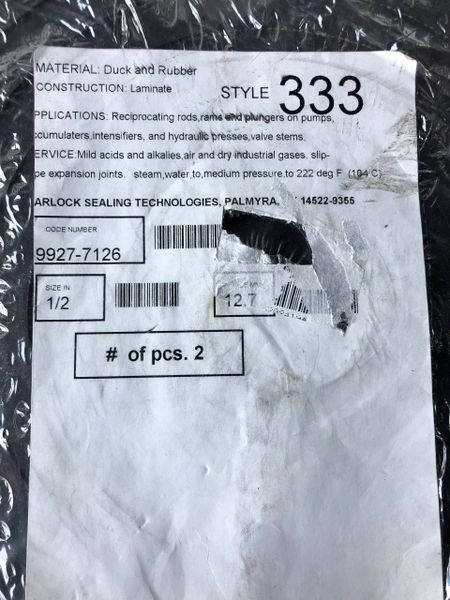 MATERIAL: Duck and Rubber
CONSTRUCTION: Laminate
STYLE 333
PPLICATIONS: Reciprocating rods,rams and plungers on pumps,
ccumulaters,intensifiers, and hydraulic presses,valve stems.
ERVICE:Mild acids and alkalies,air and dry industrial gases, slip-
pe expansion joints. steam,water,to,medium pressure,to 222 deg F (104 C)
ARLOCK SEALING TECHNOLOGIES, PALMYRA, 14522-9355
CODE NUMBER
9927-7126
SIZE IN
1/2
12.7
# of pcs. 2